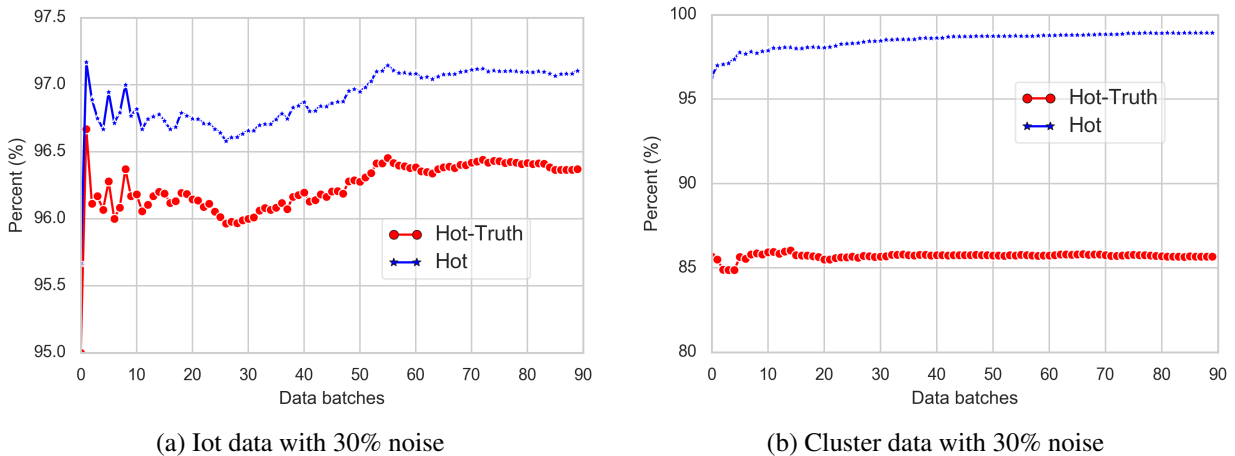 97.5
97.0
96.5
96.0
95.5
95.0
Percent (%)
Hot-Truth
Hot
0 10 20 30 40 50 60 70 80 90
Data batches
(a) Iot data with 30% noise
100
95
90
85
80
Percent (%)
Hot-Truth
Hot
0 10 20 30 40 50 60 70 80 90
Data batches
(b) Cluster data with 30% noise